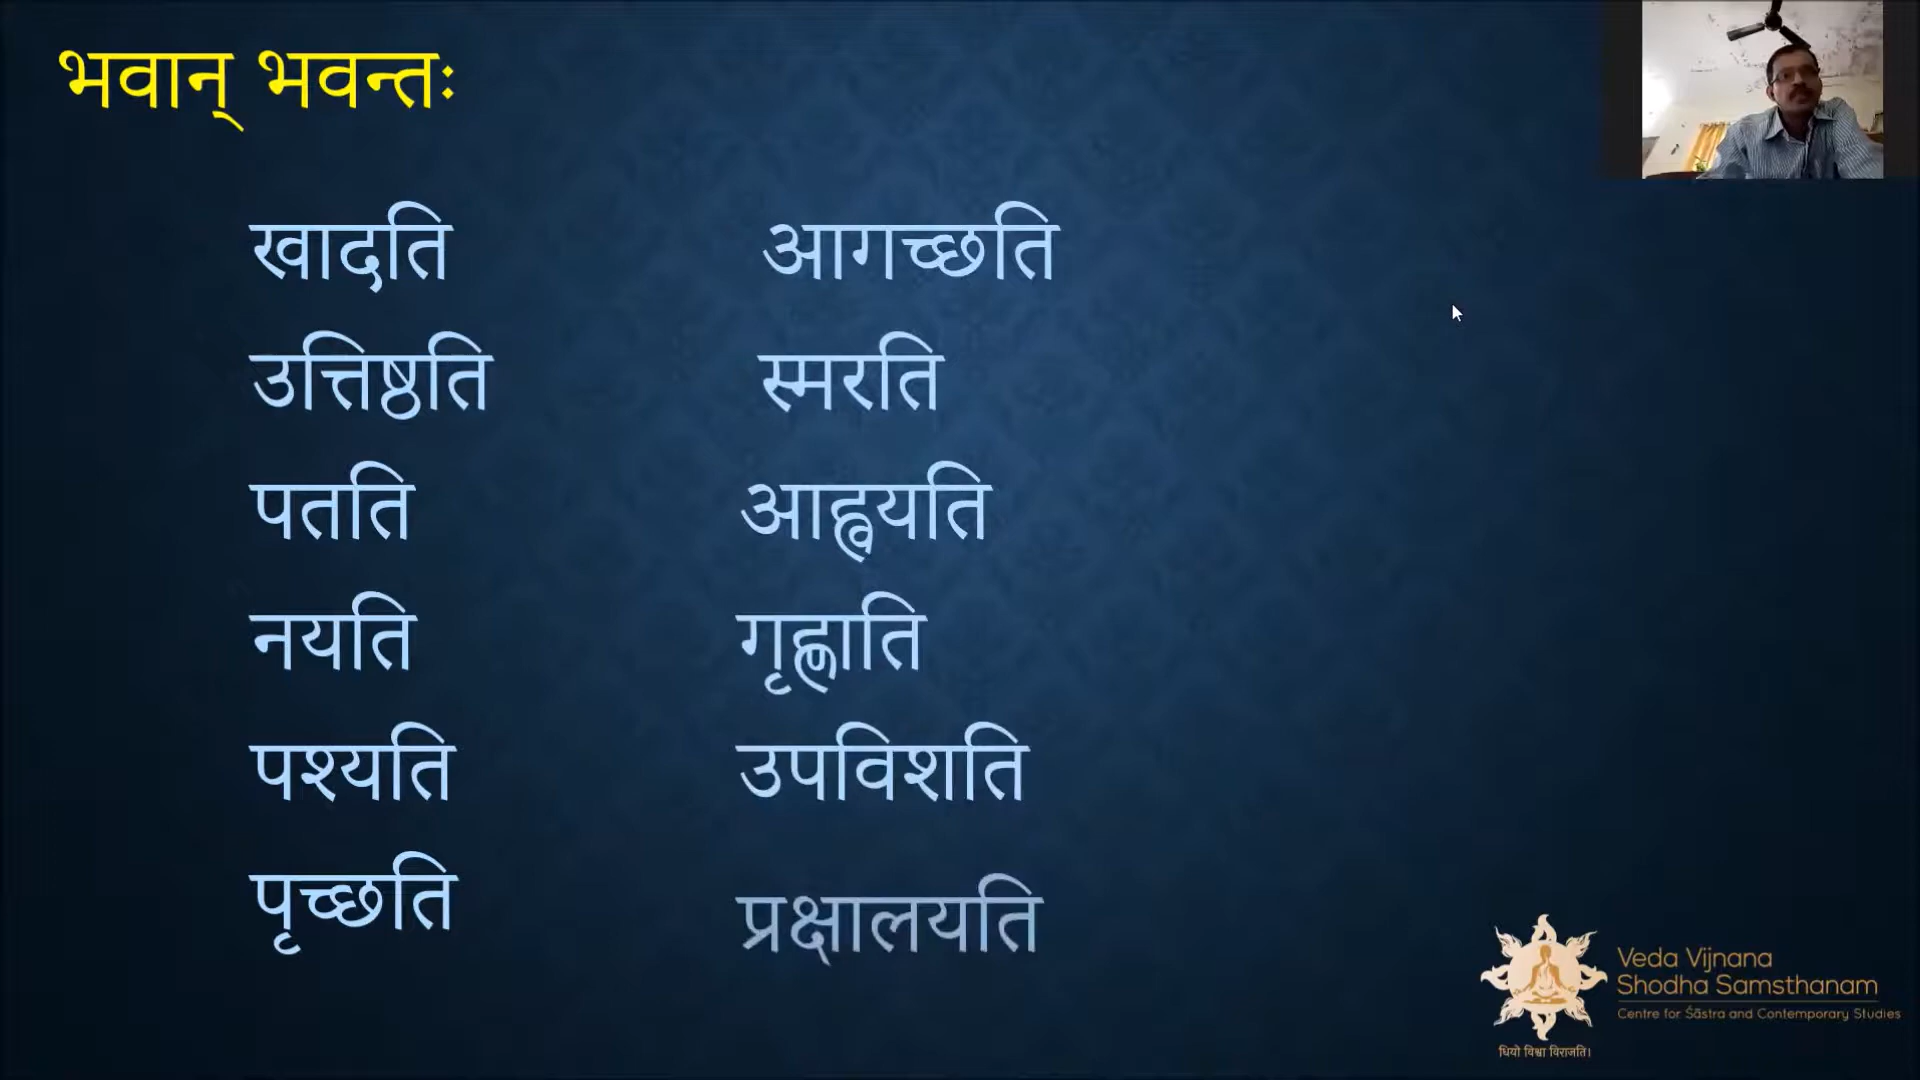 भवान् भवन्तः
खादति
उत्तिष्ठति
पतति
नयति
पश्यति
पृच्छति
आगच्छति
स्मरति
आह्वयति
गृह्णाति
उपविशति
प्रक्षालयति
Veda Vijnana
Shodha Samsthanam
Centre for Śāstra and Contemporary Studies
धियो विश्वा विराजति।